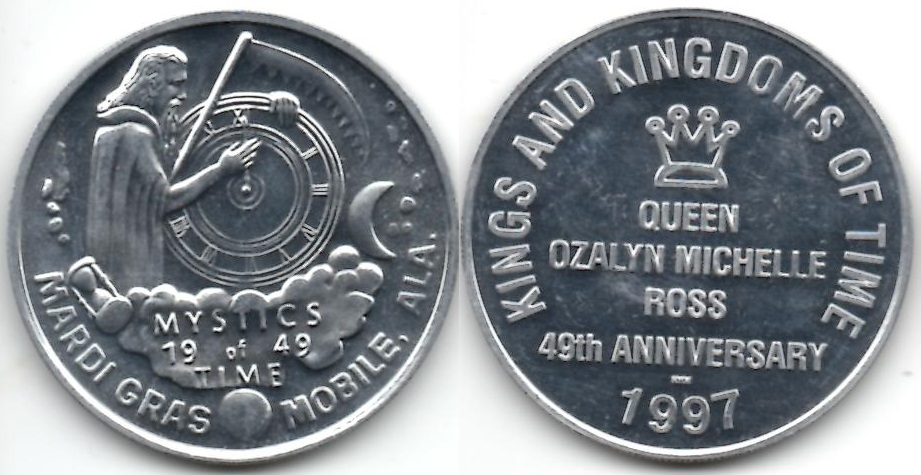 MYSTICS
19 of 49
TIME
MARDI GRAS MOBILE, ALA.
KINGS AND KINGDOMS OF TIME
QUEEN
OZALYN MICHELLE
ROSS
49th ANNIVERSARY
1997